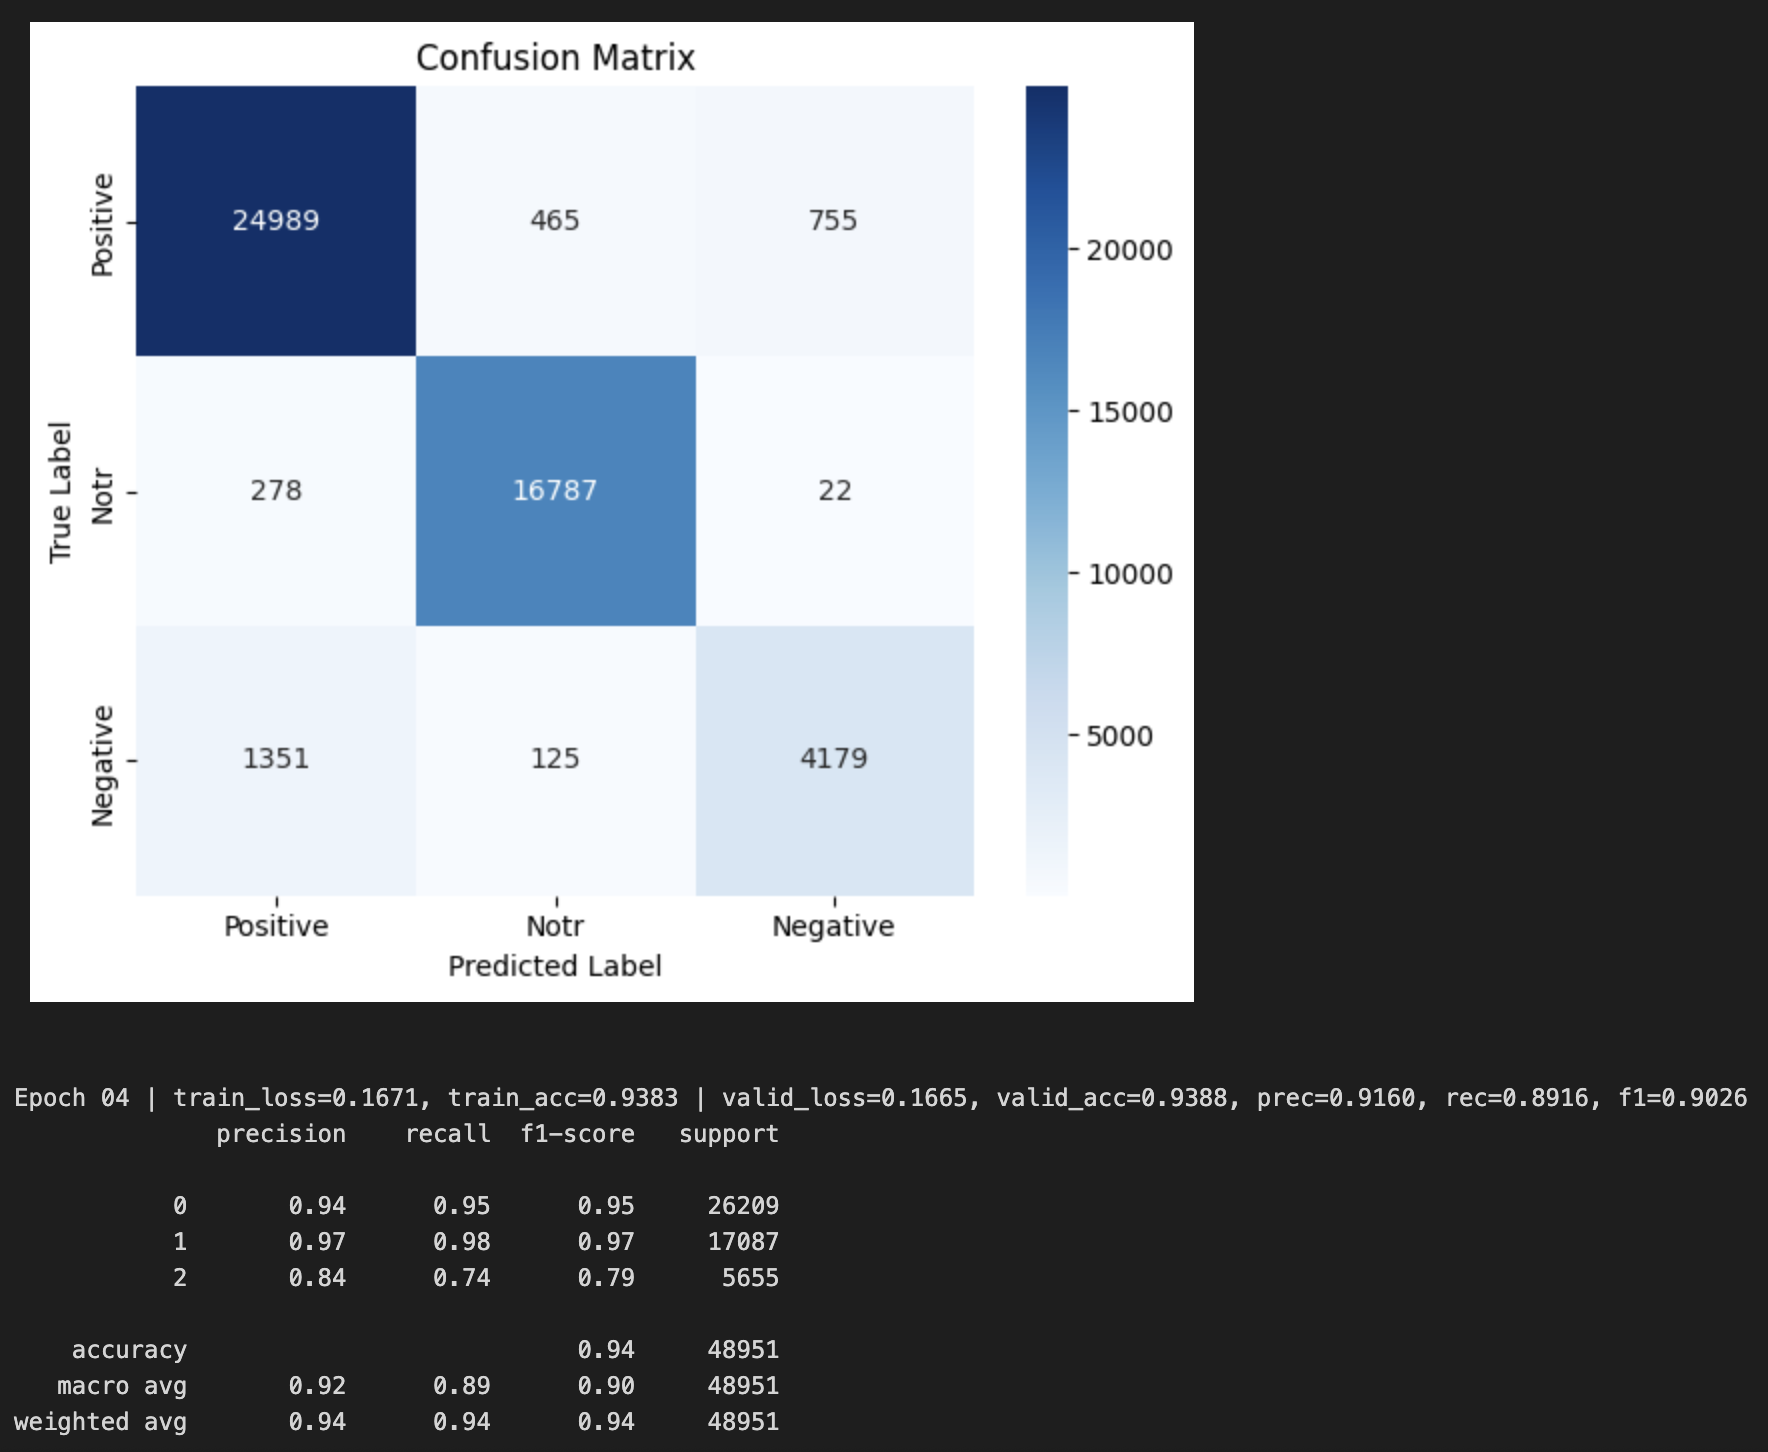 Confusion Matrix
24989 465 755
278 16787 22
1351 125 4179
Positive
Notr
Negative
True Label
Positive Notr Negative
Predicted Label
20000
15000
10000
5000
Epoch 04 | train_loss=0.1671, train_acc=0.9383 | valid_loss=0.1665, valid_acc=0.9388, prec=0.9160, rec=0.8916, f1=0.9026
precision recall f1-score support
0 0.94 0.95 0.95 26209
1 0.97 0.98 0.97 17087
2 0.84 0.74 0.79 5655
accuracy 0.94 48951
macro avg 0.92 0.89 0.90 48951
weighted avg 0.94 0.94 0.94 48951